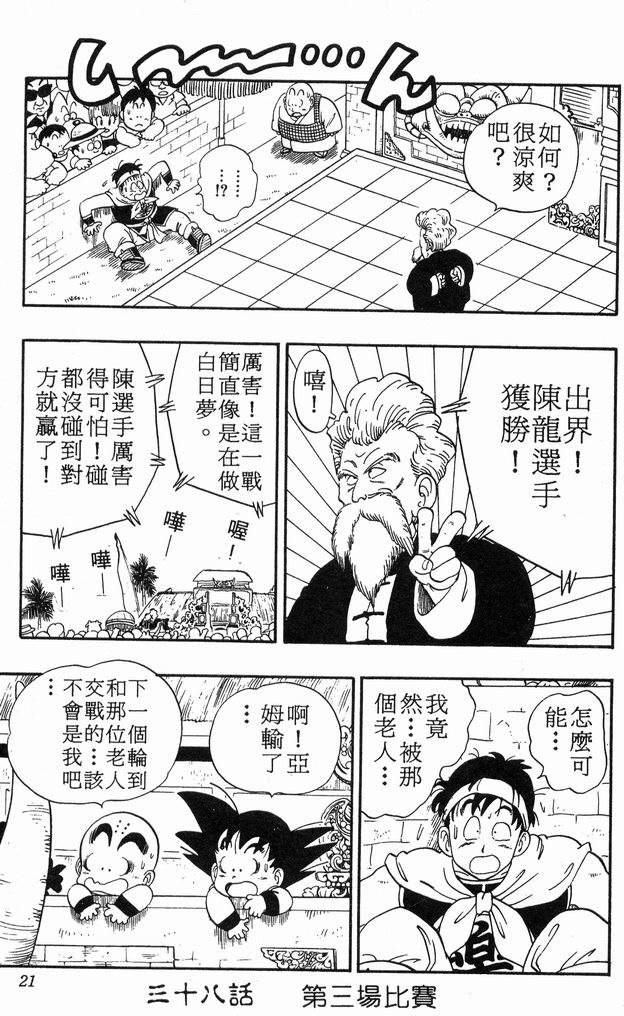 しーーーん
如何？
很涼爽
吧？
……
!?
出界！
陳龍選手
獲勝！
嘻！
厲害！這一戰
簡直像是在做
白日夢。
陳選手厲害
得可怕！碰
都沒碰到對
方就贏了！
喔！
嘩—
嘩—
嘩—
怎麼可
能…
我竟
然…被那
個老人…
啊！亞
姆輸了
…
下一個輪到
和那位老人
交戰的…該
不會是我吧
…
21
三十八話 第三場比賽